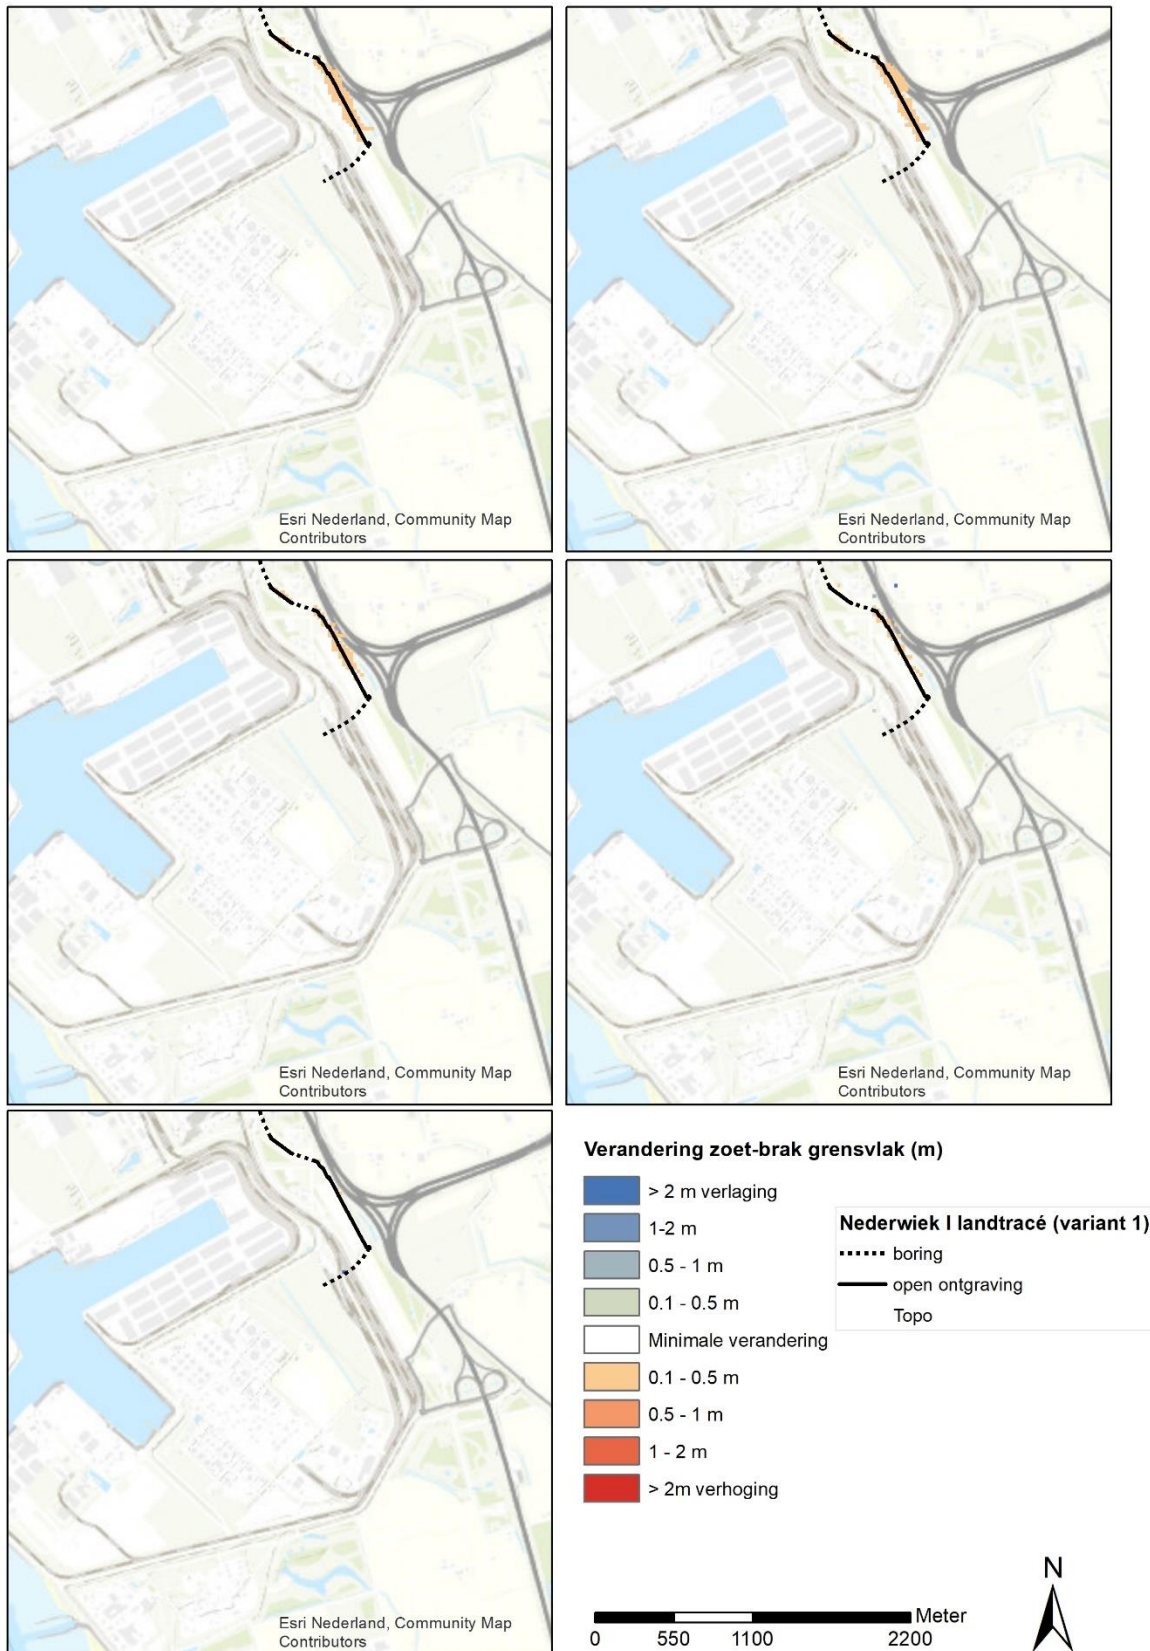 Esri Nederland, Community Map
Contributors
Esri Nederland, Community Map
Contributors
Esri Nederland, Community Map
Contributors
Esri Nederland, Community Map
Contributors
Esri Nederland, Community Map
Contributors
Verandering zoet-brak grensvlak (m)
> 2 m verlaging
1-2 m
0.5 - 1 m
0.1 - 0.5 m
Minimale verandering
0.1 - 0.5 m
0.5 - 1 m
1 - 2 m
> 2m verhoging
Nederwiek I landtracé (variant 1)
boring
open ontgraving
Topo
N
Meter
0 550 1100 2200